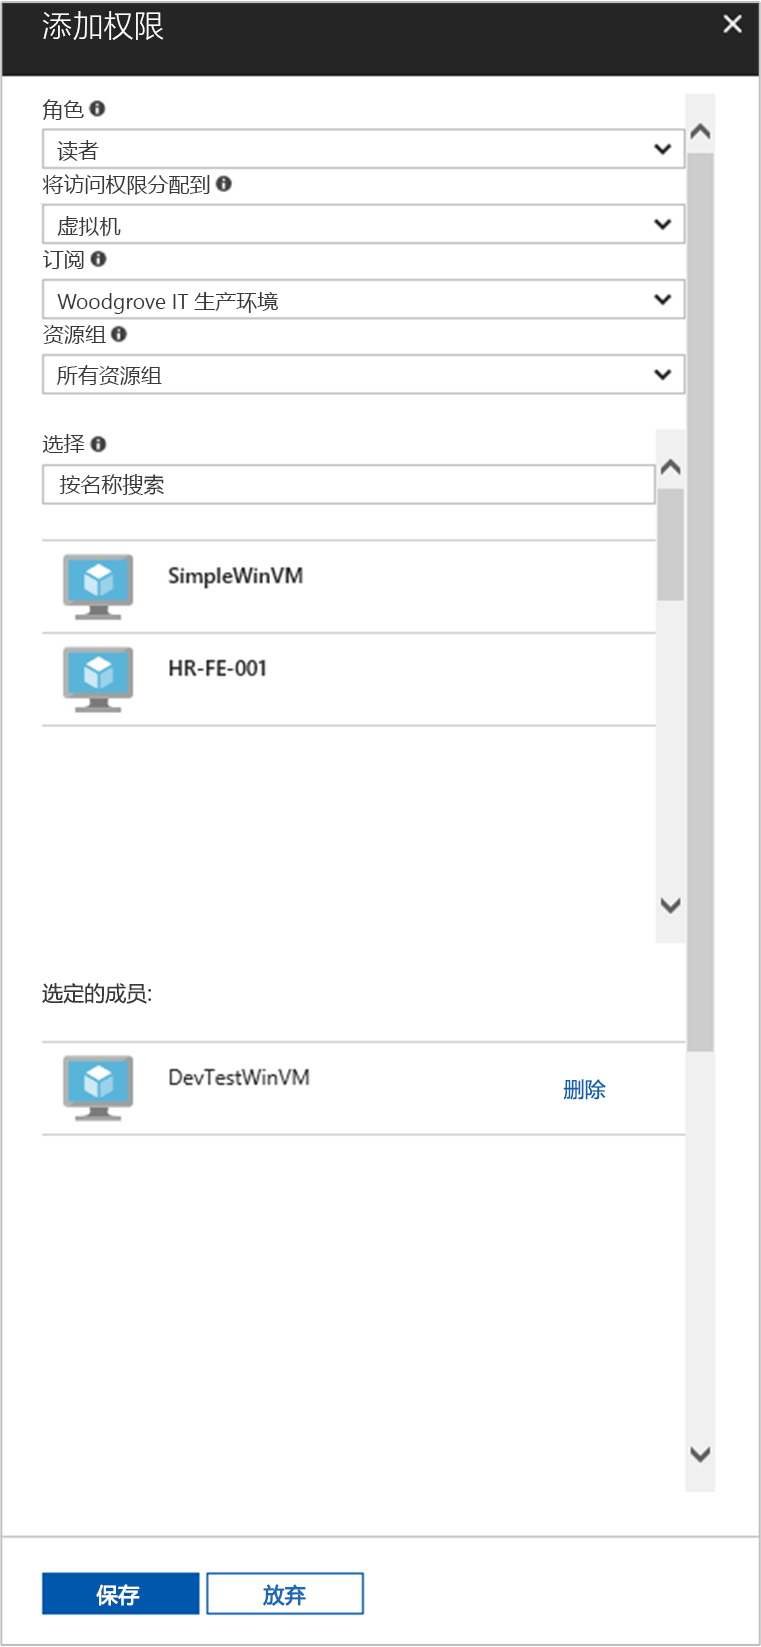 添加权限
角色
读者
将访问权限分配到
虚拟机
订阅
Woodgrove IT 生产环境
资源组
所有资源组
选择
按名称搜索
SimpleWinVM
HR-FE-001
选定的成员:
DevTestWinVM
删除
保存 放弃